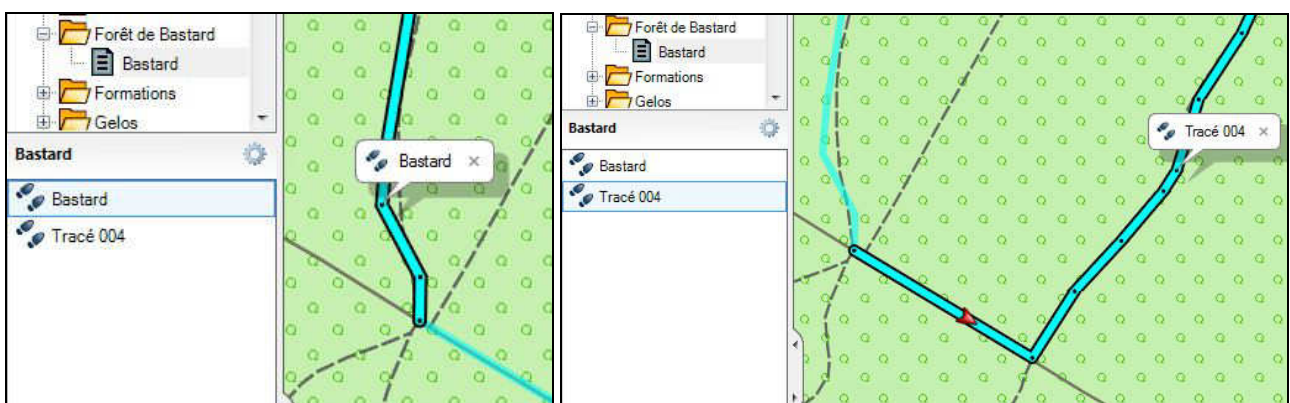 Forêt de Bastard
Bastard
Formations
Gelos
Bastard
Bastard
Tracé 004
Bastard
Forêt de Bastard
Bastard
Formations
Gelos
Bastard
Bastard
Tracé 004
Tracé 004